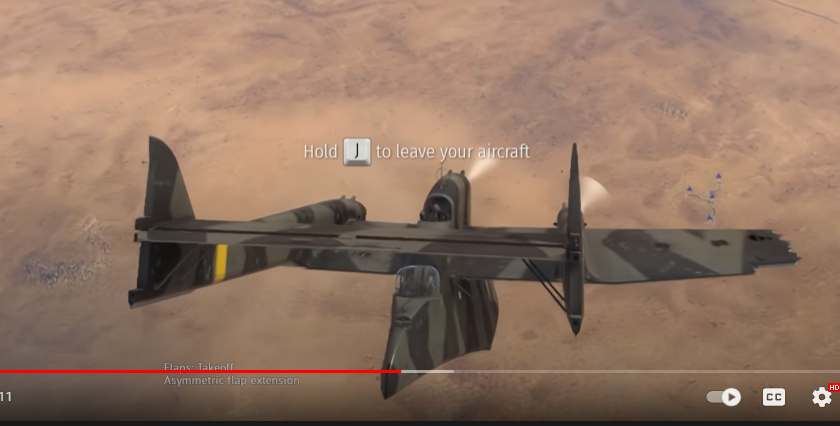 Hold J to leave your aircraft
Flaps: Takeoff
Asymmetric flap extension
11
CC
HD